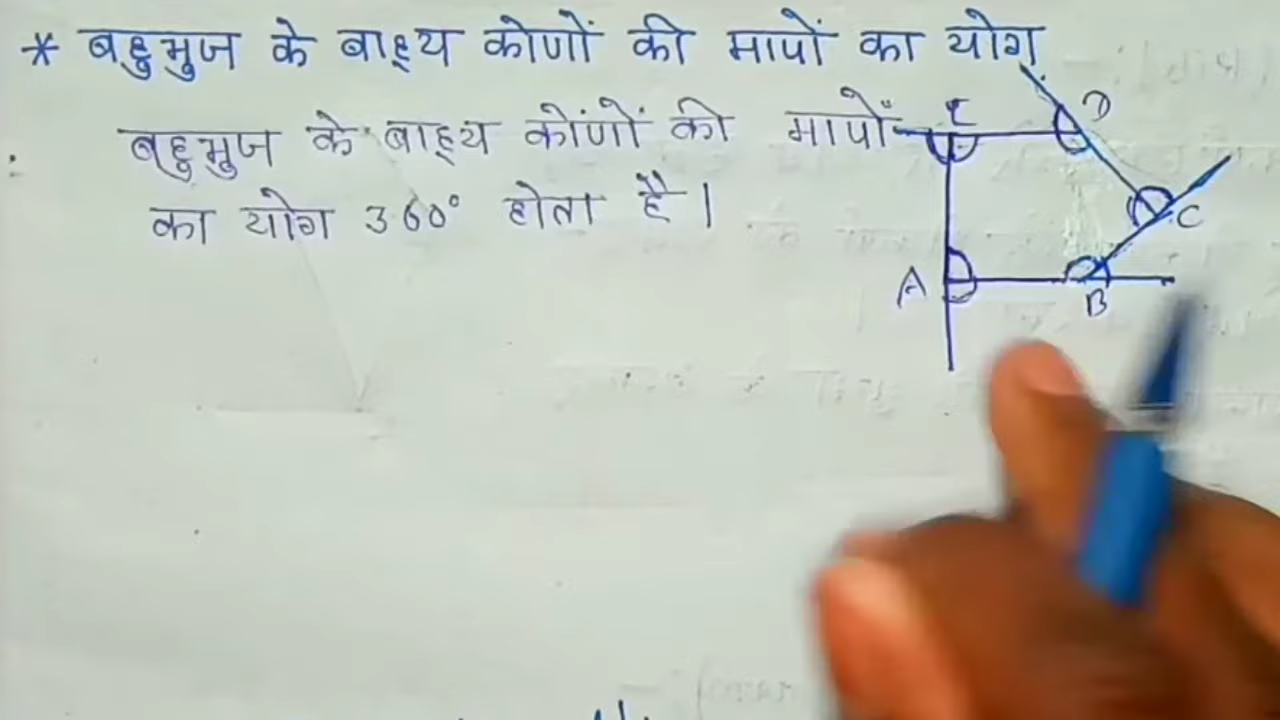 * बहुभुज के बाह्य कोणों की मापों का योग
बहुभुज के बाह्य कोंणों की मापों
का योग 360° होता है।
E
D
C
A
B